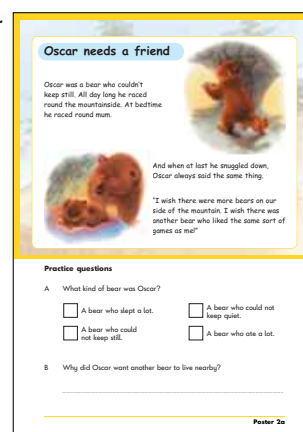 Oscar needs a friend
Oscar was a bear who couldn't
keep still. All day long he raced
round the mountainside. At bedtime
he raced round mum.
And when at last he snuggled down,
Oscar always said the same thing.
"I wish there were more bears on our
side of the mountain. I wish there was
another bear who liked the same sort of
games as me!"
Practice questions
A What kind of bear was Oscar?
A bear who slept a lot.
A bear who could not
keep quiet.
A bear who could
not keep still.
A bear who ate a lot.
B Why did Oscar want another bear to live nearby?
Poster 2a